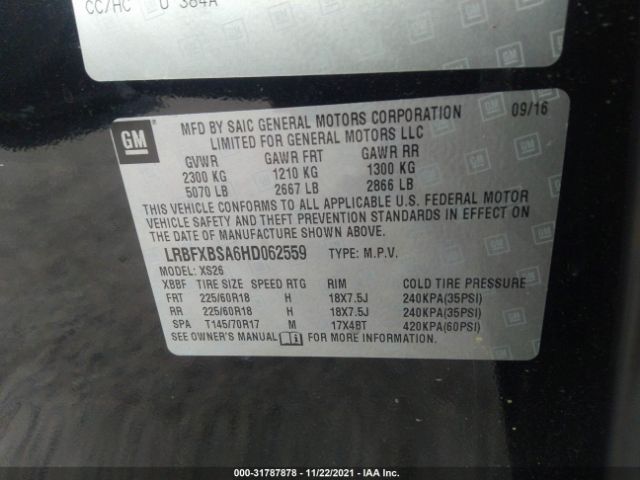 CC/HC U 384A
GM
MFD BY SAIC GENERAL MOTORS CORPORATION 09/16
LIMITED FOR GENERAL MOTORS LLC
GVWR GAWR FRT GAWR RR
2300 KG 1210 KG 1300 KG
5070 LB 2667 LB 2866 LB
THIS VEHICLE CONFORMS TO ALL APPLICABLE U.S. FEDERAL MOTOR
VEHICLE SAFETY AND THEFT PREVENTION STANDARDS IN EFFECT ON
THE DATE OF MANUFACTURE SHOWN ABOVE.
LRBFXBSA6HD062559 TYPE: M.P.V.
MODEL: XS26
XBBF TIRE SIZE SPEED RTG RIM COLD TIRE PRESSURE
FRT 225/60R18 H 18X7.5J 240KPA(35PSI)
RR 225/60R18 H 18X7.5J 240KPA(35PSI)
SPA T145/70R17 M 17X4BT 420KPA(60PSI)
SEE OWNER'S MANUAL FOR MORE INFORMATION.
000-31787878 - 11/22/2021 - IAA Inc.